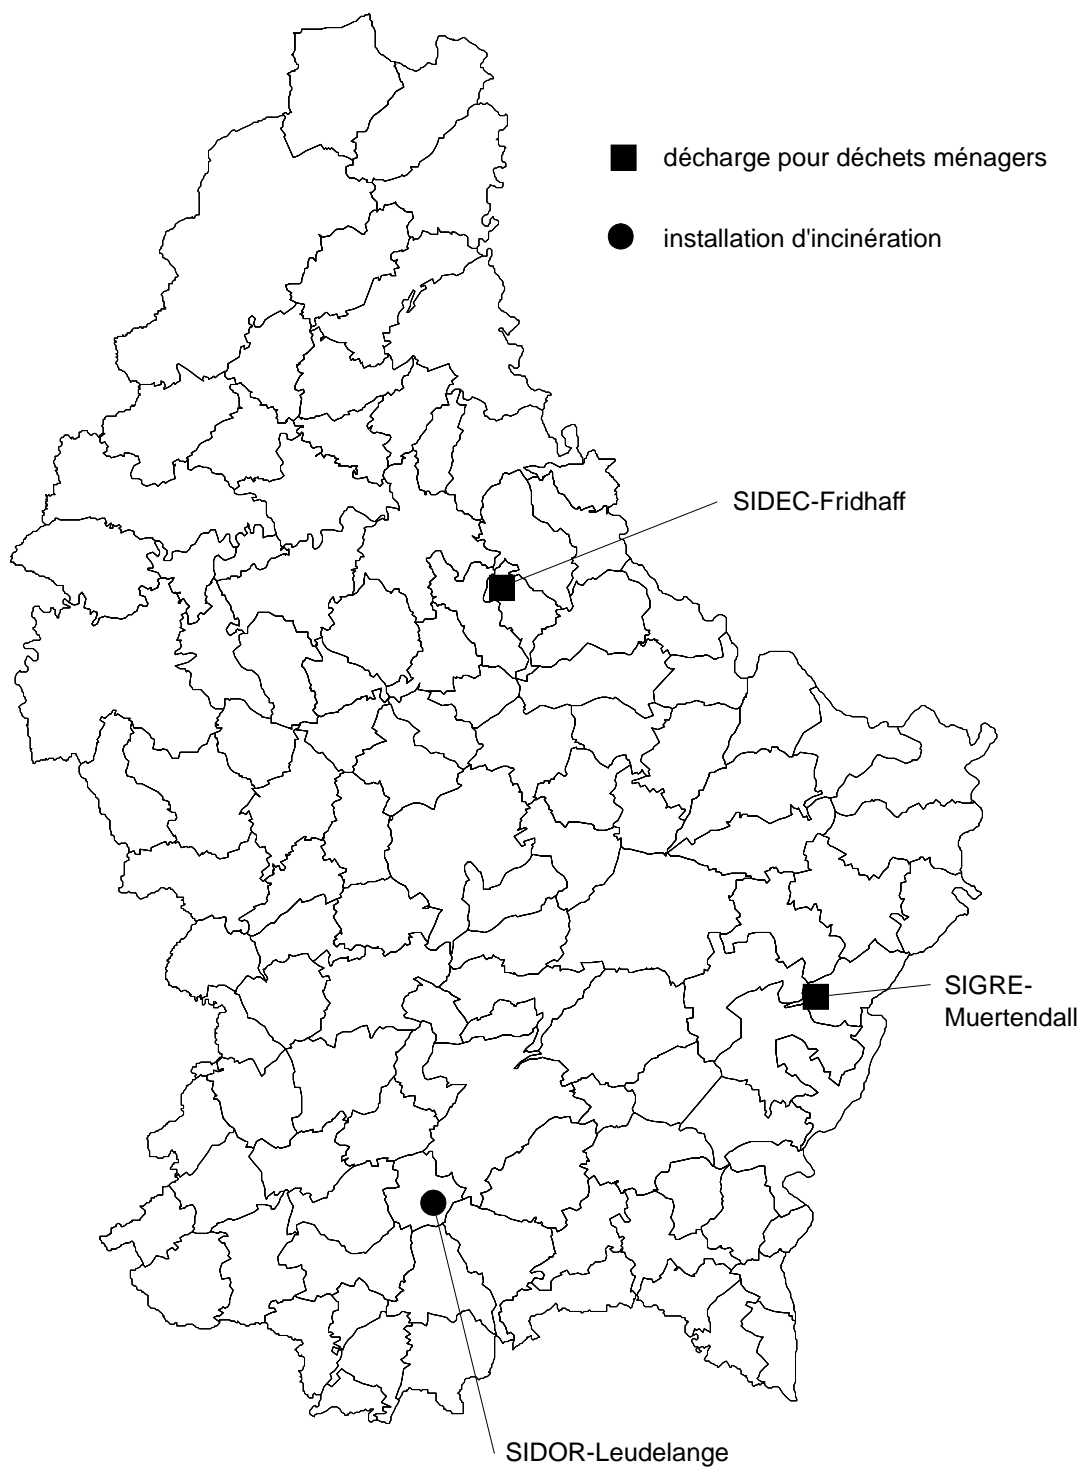 décharge pour déchets ménagers
installation d'incinération
SIDEC-Fridhaff
SIGRE-
Muertendall
SIDOR-Leudelange